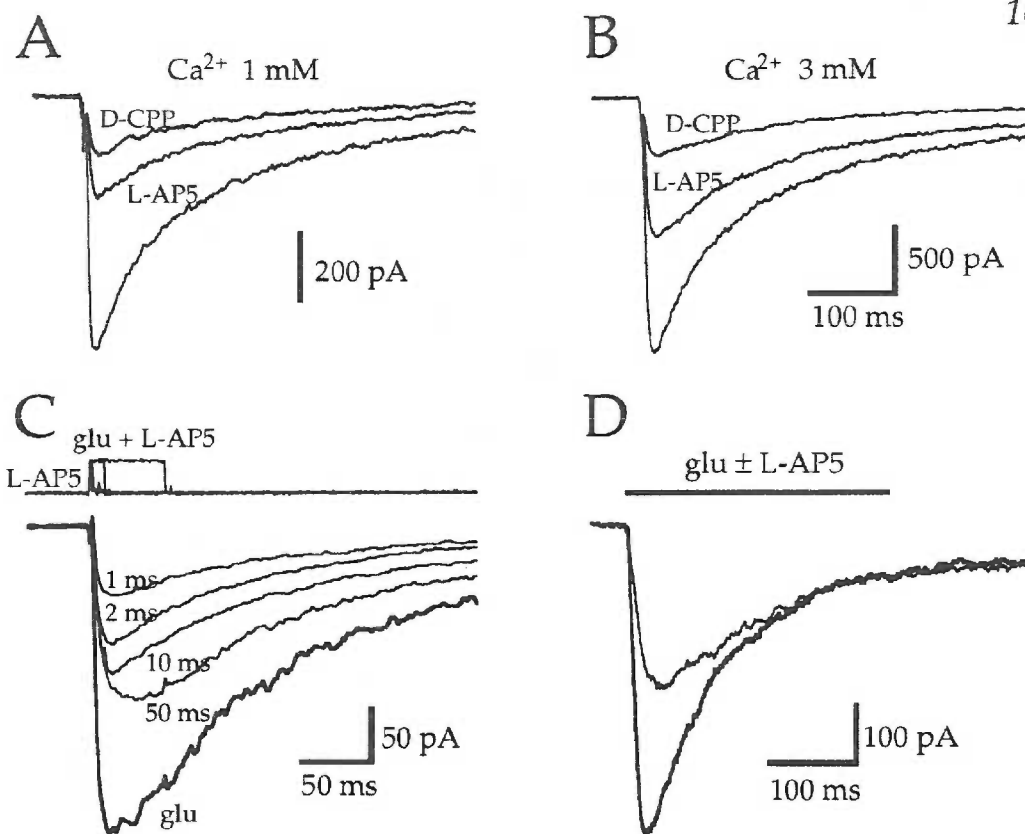 A
Ca2+ 1 mM
D-CPP
L-AP5
200 pA
B
Ca2+ 3 mM
D-CPP
L-AP5
500 pA
100 ms
C
glu + L-AP5
L-AP5
1 ms
2 ms
10 ms
50 ms
glu
50 pA
50 ms
D
glu ± L-AP5
100 pA
100 ms